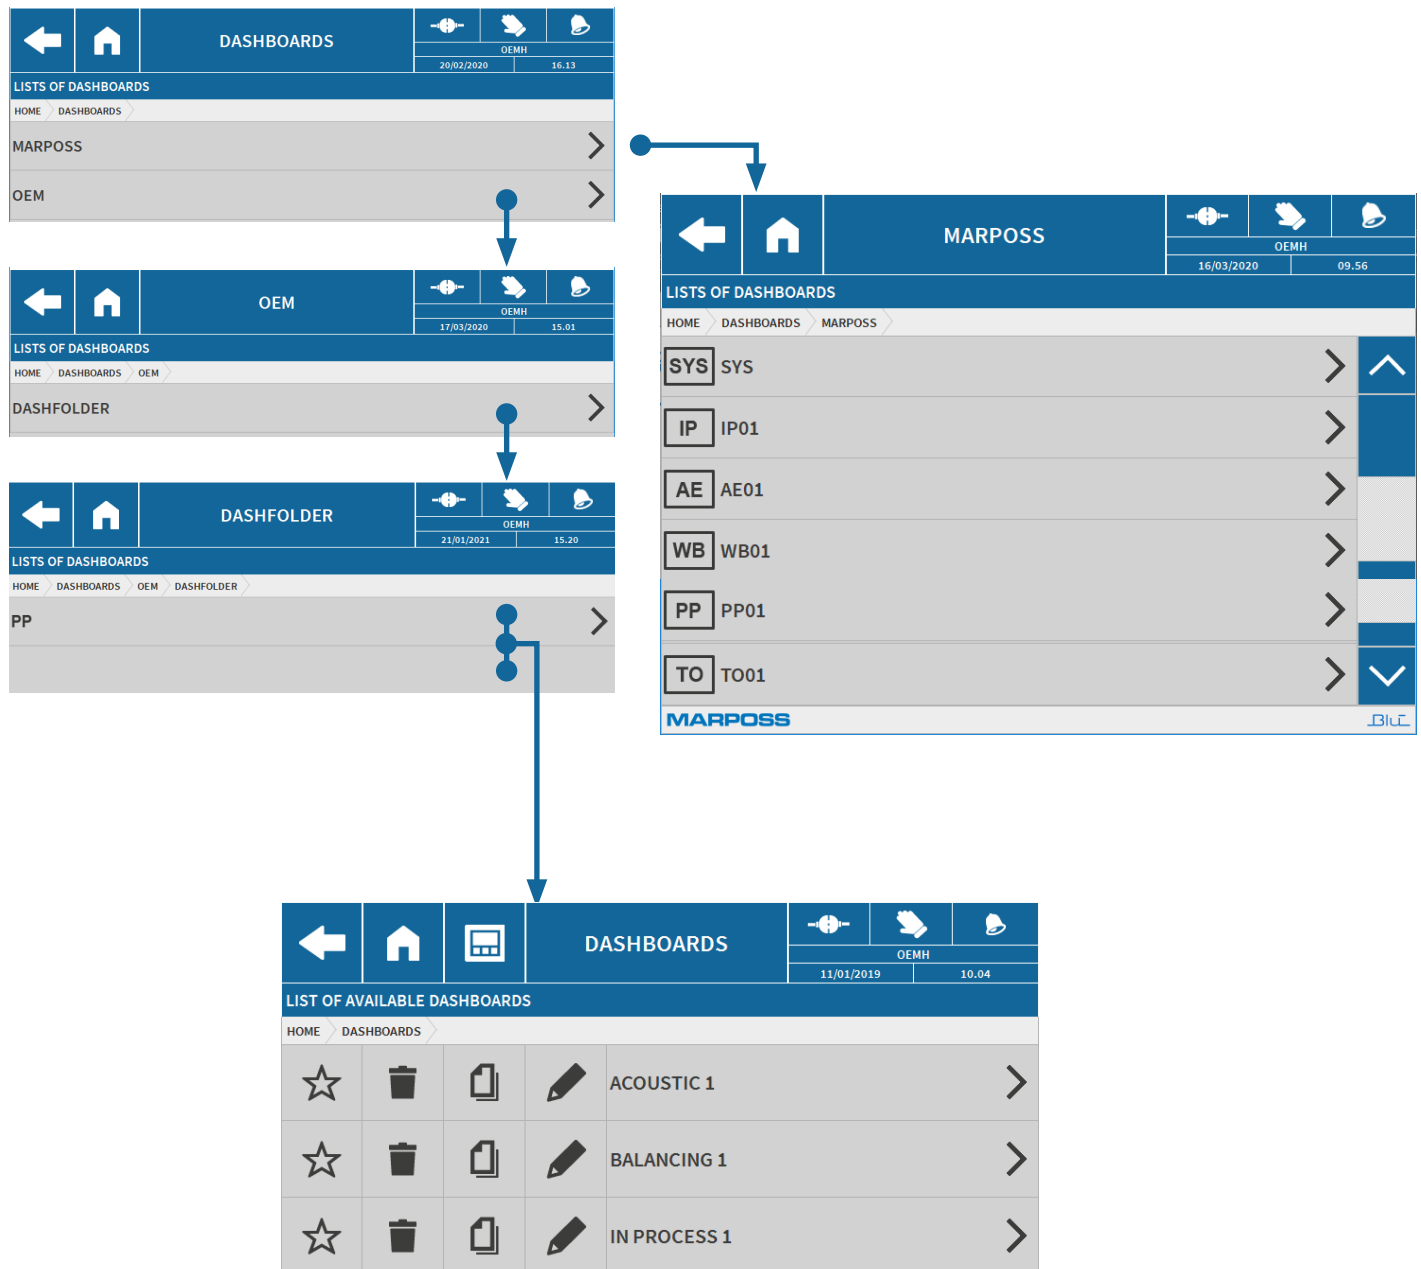 DASHBOARDS
OEMH
20/02/2020 16.13
LISTS OF DASHBOARDS
HOME DASHBOARDS
MARPOSS
OEM
OEM
OEMH
17/03/2020 15.01
LISTS OF DASHBOARDS
HOME DASHBOARDS OEM
DASHFOLDER
DASHFOLDER
OEMH
21/01/2021 15.20
LISTS OF DASHBOARDS
HOME DASHBOARDS OEM DASHFOLDER
PP
MARPOSS
OEMH
16/03/2020 09.56
LISTS OF DASHBOARDS
HOME DASHBOARDS MARPOSS
SYS SYS
IP IP01
AE AE01
WB WB01
PP PP01
TO TO01
MARPOSS BLÚ
DASHBOARDS
OEMH
11/01/2019 10.04
LIST OF AVAILABLE DASHBOARDS
HOME DASHBOARDS
ACOUSTIC 1
BALANCING 1
IN PROCESS 1